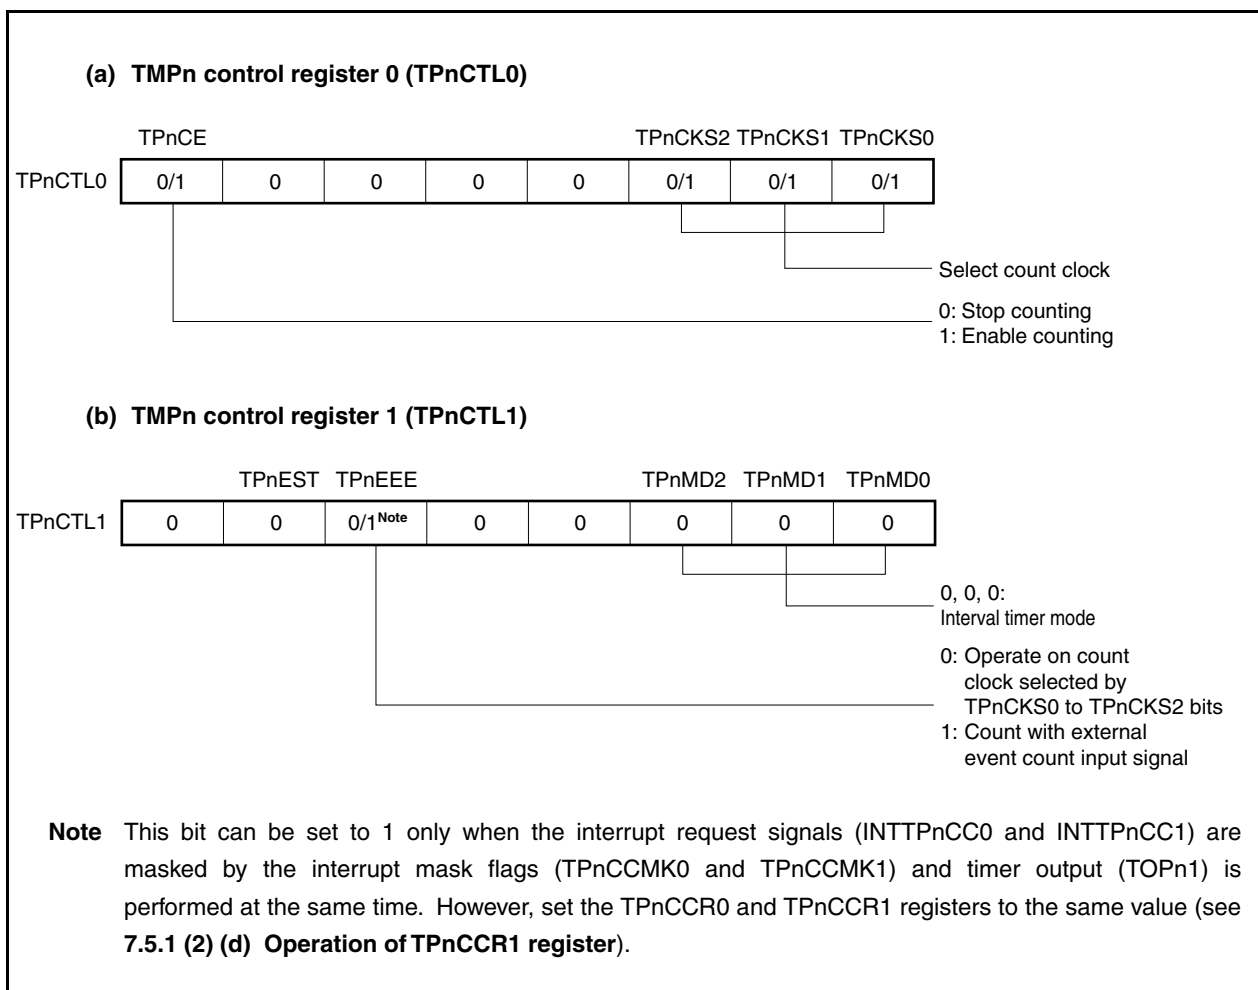 (a) TMPn control register 0 (TPnCTL0)
TPnCE TPnCKS2 TPnCKS1 TPnCKS0
TPnCTL0 0/1 0 0 0 0 0/1 0/1 0/1
Select count clock
0: Stop counting
1: Enable counting
(b) TMPn control register 1 (TPnCTL1)
TPnEST TPnEEE TPnMD2 TPnMD1 TPnMD0
TPnCTL1 0 0 0/1Note 0 0 0 0 0
0, 0, 0:
Interval timer mode
0: Operate on count
clock selected by
TPnCKS0 to TPnCKS2 bits
1: Count with external
event count input signal
Note This bit can be set to 1 only when the interrupt request signals (INTTPnCC0 and INTTPnCC1) are
masked by the interrupt mask flags (TPnCCMK0 and TPnCCMK1) and timer output (TOPn1) is
performed at the same time. However, set the TPnCCR0 and TPnCCR1 registers to the same value (see
7.5.1 (2) (d) Operation of TPnCCR1 register).